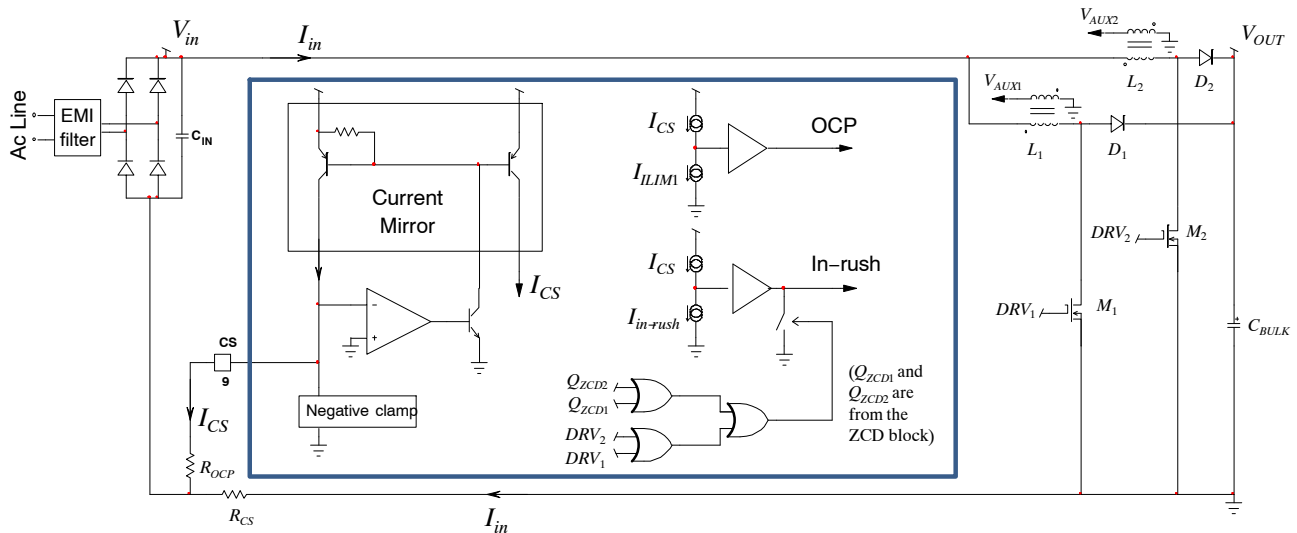 V_AUX2
V_in
I_in
V_OUT
L_2
D_2
V_AUX1
Ac Line
EMI
filter
C_IN
I_CS
OCP
L_1
D_1
I_ILIM1
Current
Mirror
DRV_2
M_2
I_CS
In-rush
I_CS
I_in-rush
DRV_1
M_1
C_BULK
CS
9
Q_ZCD2
Q_ZCD1
(Q_ZCD1 and
Q_ZCD2 are
from the
ZCD block)
Negative clamp
I_CS
DRV_2
DRV_1
R_OCP
R_CS
I_in